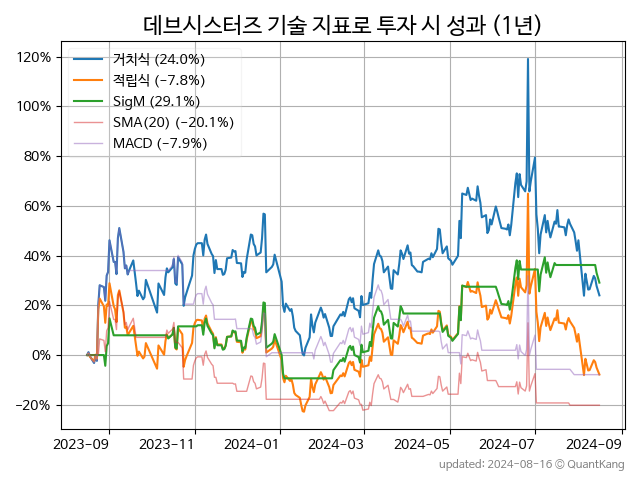 데브시스터즈 기술 지표로 투자 시 성과 (1년)
120%
100%
80%
60%
40%
20%
0%
−20%
거치식 (24.0%)
적립식 (−7.8%)
SigM (29.1%)
SMA(20) (−20.1%)
MACD (−7.9%)
2023-09 2023-11 2024-01 2024-03 2024-05 2024-07 2024-09
updated: 2024-08-16 © QuantKang